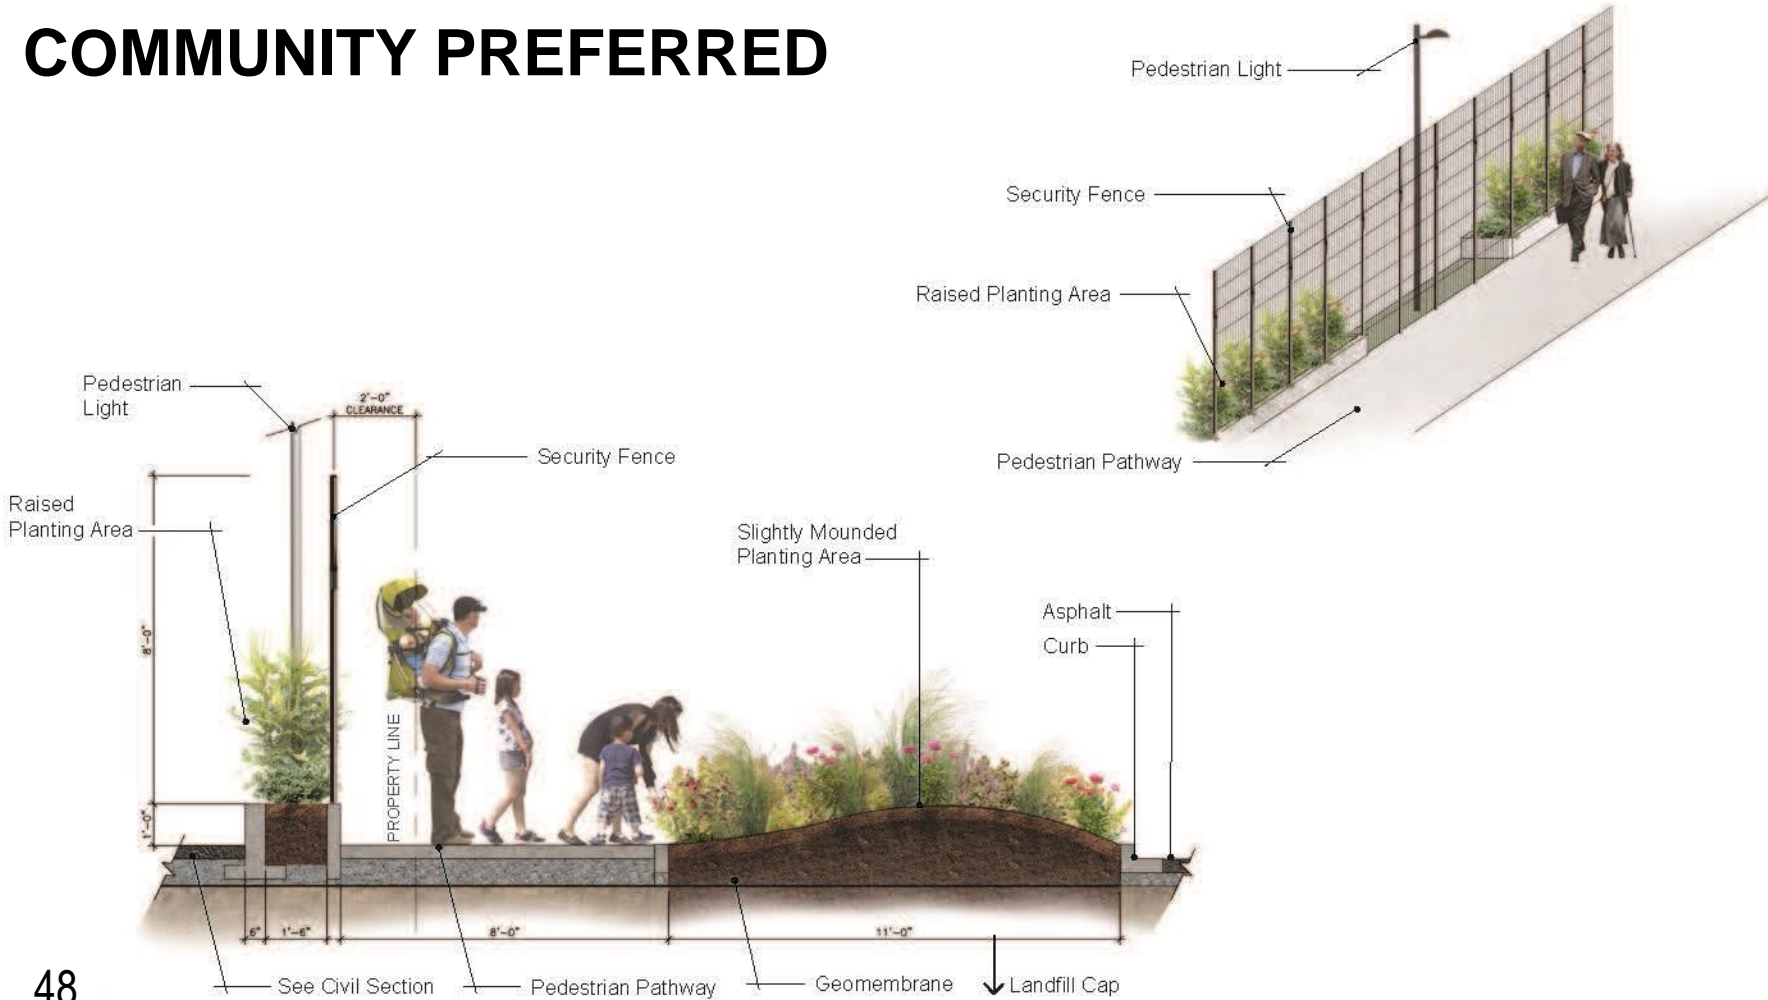 COMMUNITY PREFERRED
Pedestrian Light
Security Fence
Raised Planting Area
Pedestrian Pathway
Pedestrian
Light
2'-0"
CLEARANCE
Security Fence
Raised
Planting Area
8'-0"
1'-0"
PROPERTY LINE
Slightly Mounded
Planting Area
Asphalt
Curb
6"
1'-6"
8'-0"
11'-0"
See Civil Section
Pedestrian Pathway
Geomembrane
Landfill Cap
48